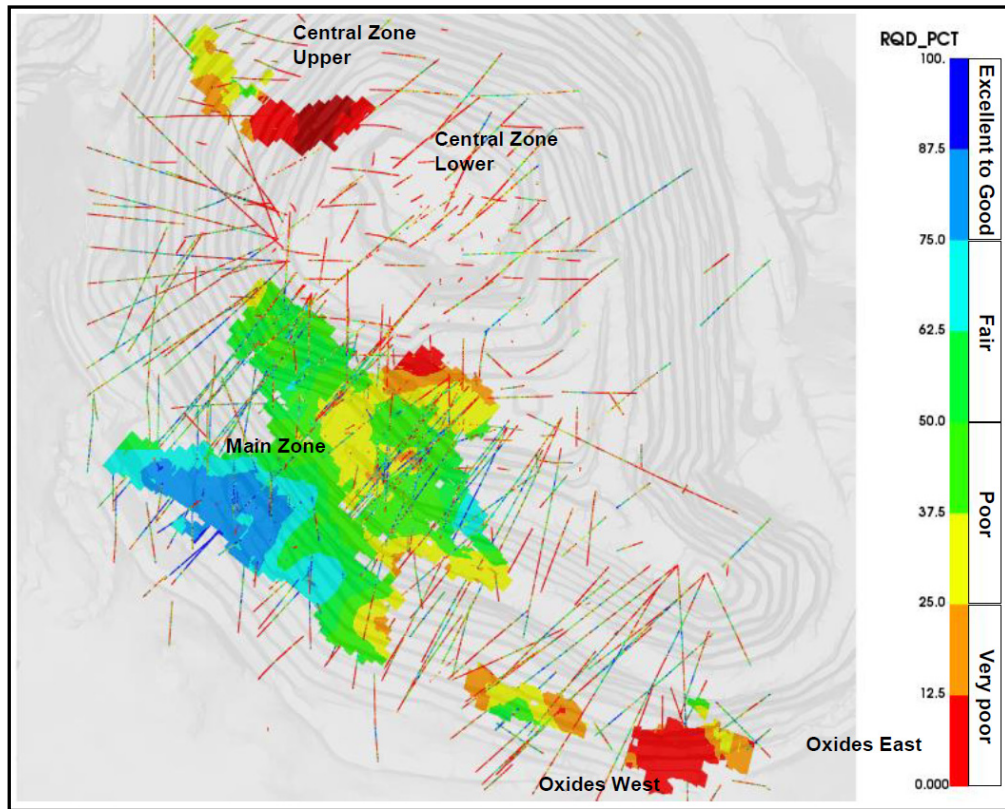 Central Zone
Upper
Central Zone
Lower
Main Zone
Oxides East
Oxides West
RQD_PCT
100.
87.5
75.0
62.5
50.0
37.5
25.0
12.5
0.000
Excellent to Good
Fair
Poor
Very poor